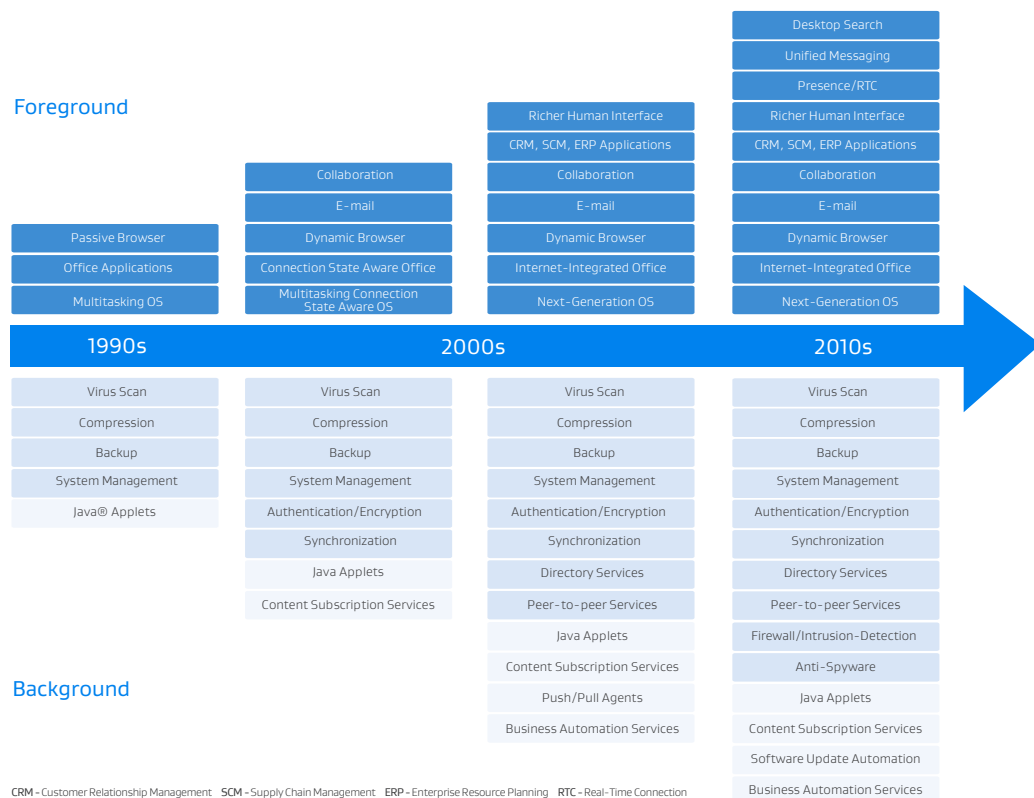 Foreground
Passive Browser
Office Applications
Multitasking OS
Collaboration
E-mail
Dynamic Browser
Connection State Aware Office
Multitasking Connection
State Aware OS
Richer Human Interface
CRM, SCM, ERP Applications
Collaboration
E-mail
Dynamic Browser
Internet-Integrated Office
Next-Generation OS
Desktop Search
Unified Messaging
Presence/RTC
Richer Human Interface
CRM, SCM, ERP Applications
Collaboration
E-mail
Dynamic Browser
Internet-Integrated Office
Next-Generation OS
1990s
2000s
2010s
Virus Scan
Compression
Backup
System Management
Java® Applets
Virus Scan
Compression
Backup
System Management
Authentication/Encryption
Synchronization
Java Applets
Content Subscription Services
Virus Scan
Compression
Backup
System Management
Authentication/Encryption
Synchronization
Directory Services
Peer-to-peer Services
Java Applets
Content Subscription Services
Push/Pull Agents
Business Automation Services
Virus Scan
Compression
Backup
System Management
Authentication/Encryption
Synchronization
Directory Services
Peer-to-peer Services
Firewall/Intrusion-Detection
Anti-Spyware
Java Applets
Content Subscription Services
Software Update Automation
Business Automation Services
Background
CRM - Customer Relationship Management SCM - Supply Chain Management ERP - Enterprise Resource Planning RTC - Real-Time Connection